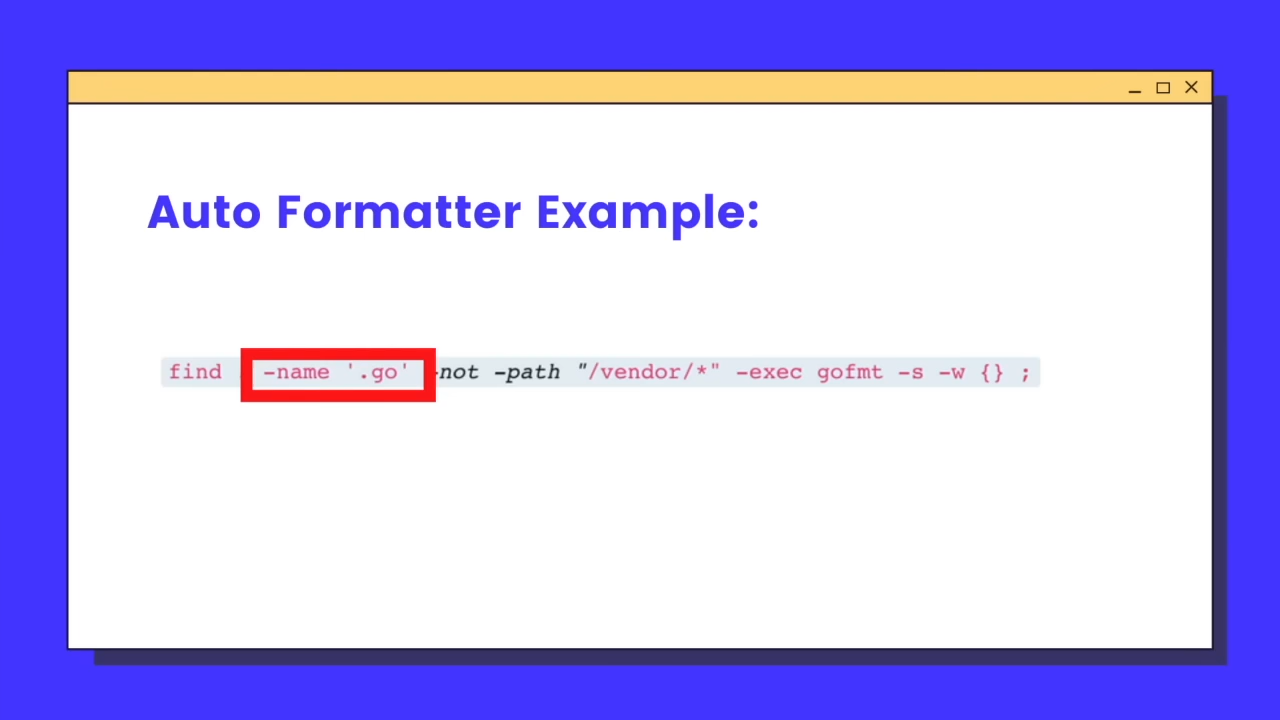 Auto Formatter Example:
find -name '.go' -not -path "/vendor/*" -exec gofmt -s -w {} ;